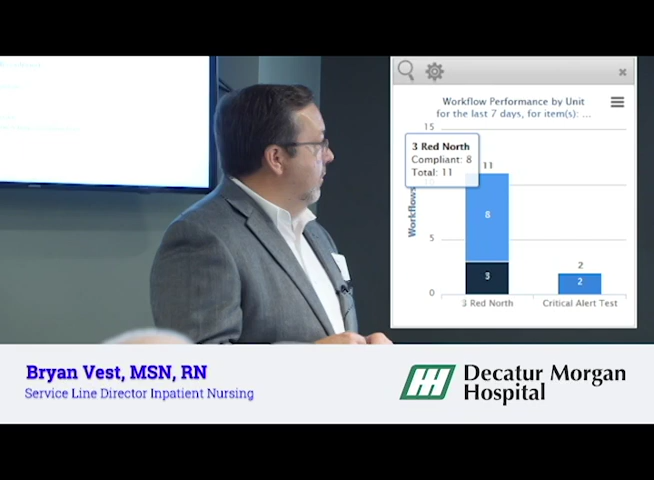 Workflow Performance by Unit
for the last 7 days, for item(s): ...
15
3 Red North
Compliant: 8
Total: 11
11
10
Workflows
8
5
2
3
2
0
3 Red North
Critical Alert Test
Bryan Vest, MSN, RN
Service Line Director Inpatient Nursing
Decatur Morgan
Hospital